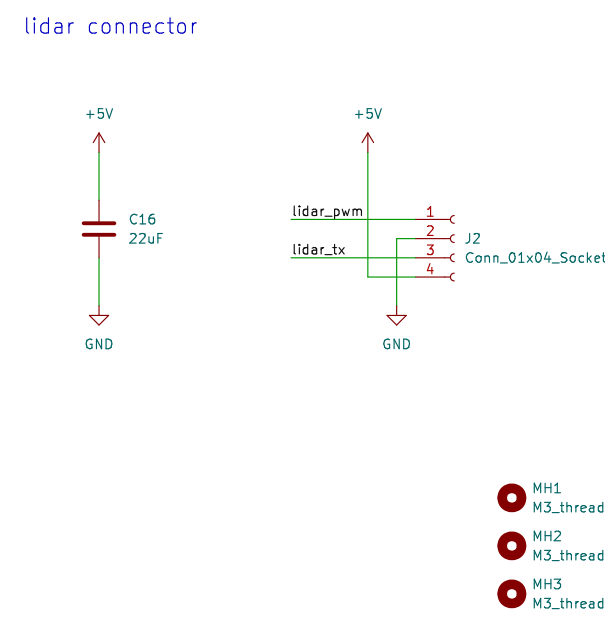 lidar connector
+5V
+5V
C16
22uF
lidar_pwm
1
2
lidar_tx
3
4
J2
Conn_01x04_Socket
GND
GND
MH1
M3_thread
MH2
M3_thread
MH3
M3_thread